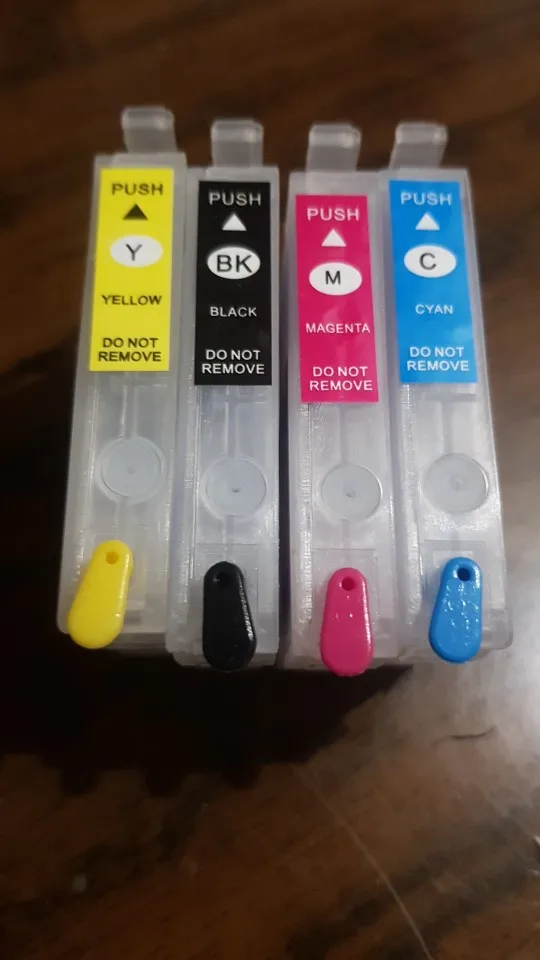 PUSH
Y
YELLOW
DO NOT
REMOVE
PUSH
BK
BLACK
DO NOT
REMOVE
PUSH
M
MAGENTA
DO NOT
REMOVE
PUSH
C
CYAN
DO NOT
REMOVE